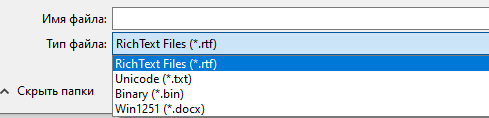 Имя файла:
Тип файла: RichText Files (*.rtf)
RichText Files (*.rtf)
Unicode (*.txt)
Binary (*.bin)
Скрыть папки
Win1251 (*.docx)